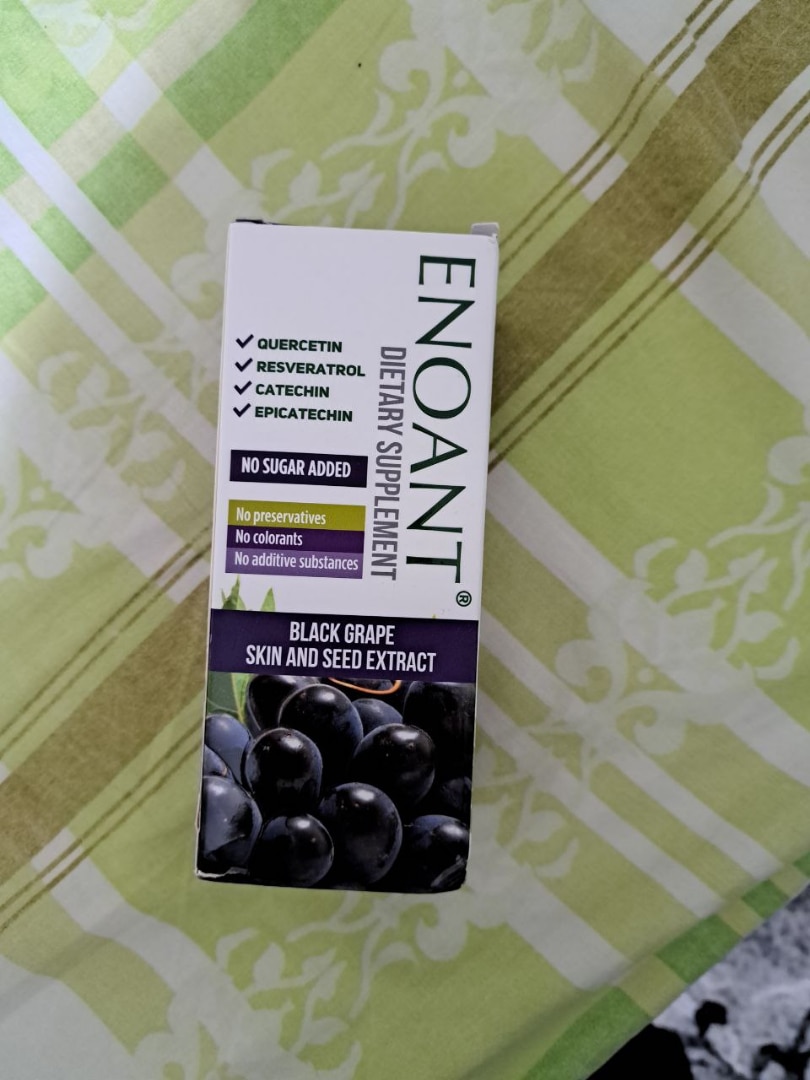 ENOANT®
DIETARY SUPPLEMENT
QUERCETIN
RESVERATROL
CATECHIN
EPICATECHIN
NO SUGAR ADDED
No preservatives
No colorants
No additive substances
BLACK GRAPE
SKIN AND SEED EXTRACT